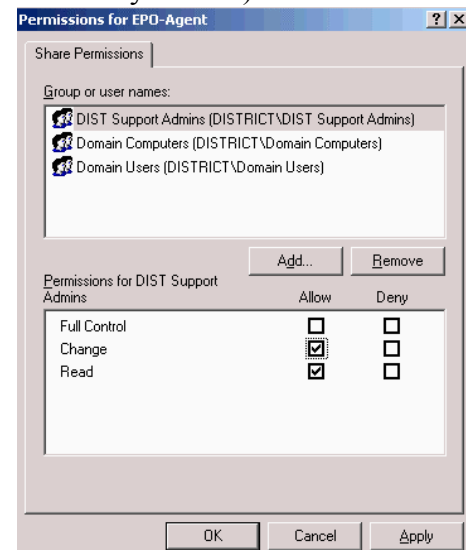 Permissions for EPO-Agent
Share Permissions
Group or user names:
DIST Support Admins (DISTRICT\DIST Support Admins)
Domain Computers (DISTRICT\Domain Computers)
Domain Users (DISTRICT\Domain Users)
Add... Remove
Permissions for DIST Support
Admins Allow Deny
Full Control
Change
Read
OK Cancel Apply